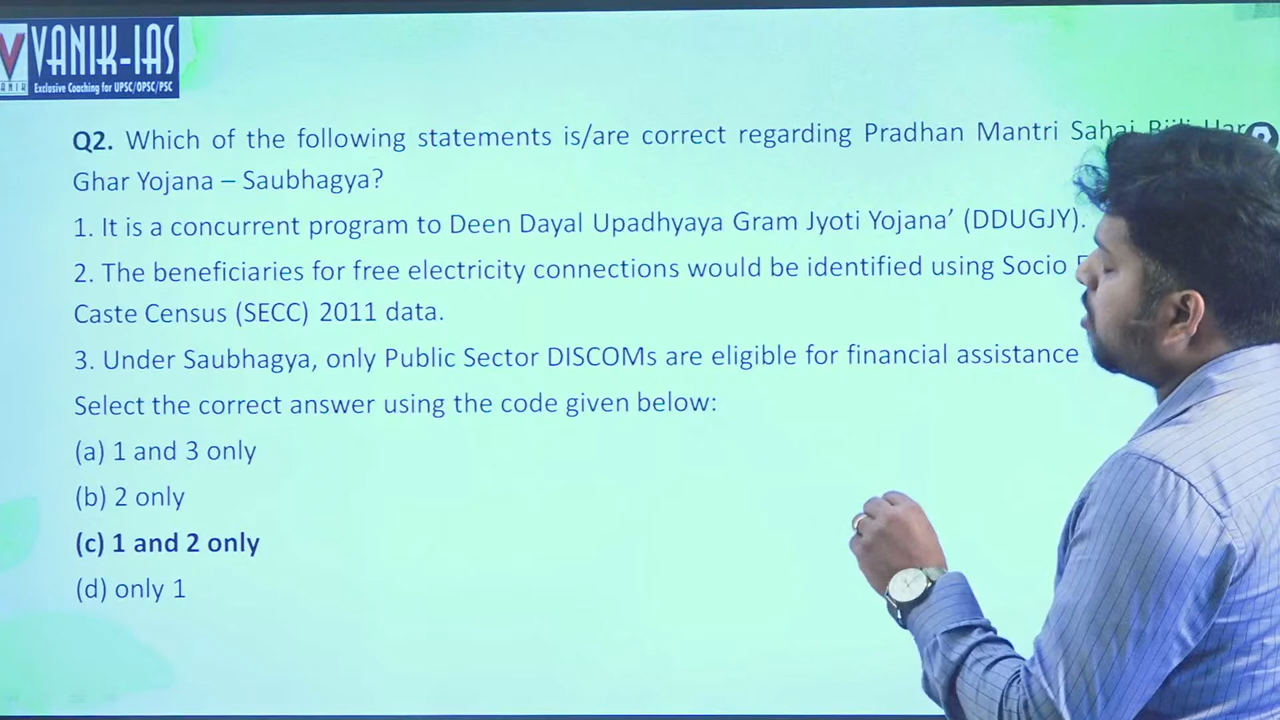 VANIK-IAS
Exclusive Coaching for UPSC/OPSC/PSC
Q2. Which of the following statements is/are correct regarding Pradhan Mantri Sahaj Bijli Har
Ghar Yojana – Saubhagya?
1. It is a concurrent program to Deen Dayal Upadhyaya Gram Jyoti Yojana’ (DDUGJY).
2. The beneficiaries for free electricity connections would be identified using Socio
Caste Census (SECC) 2011 data.
3. Under Saubhagya, only Public Sector DISCOMs are eligible for financial assistance
Select the correct answer using the code given below:
(a) 1 and 3 only
(b) 2 only
(c) 1 and 2 only
(d) only 1